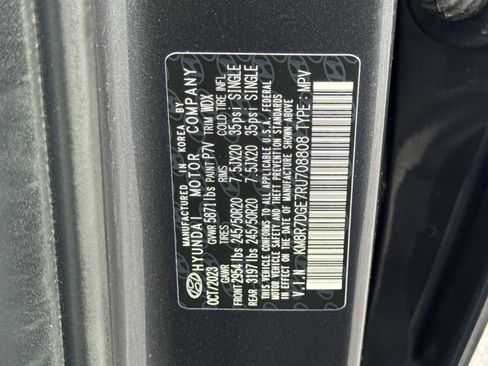 MANUFACTURED IN KOREA BY
HYUNDAI MOTOR COMPANY
OCT/2023 GVWR 5871 lbs PAINT P7V TRIM WDX
GAWR TIRES RIMS COLD TIRE INFL
FRONT 2954 lbs 245/50R20 7.5JX20 35psi SINGLE
REAR 3197 lbs 245/50R20 7.5JX20 35psi SINGLE
THIS VEHICLE CONFORMS TO ALL APPLICABLE U.S.A. FEDERAL
MOTOR VEHICLE SAFETY AND THEFT PREVENTION
STANDARDS IN EFFECT ON THE DATE OF MANUFACTURE SHOWN ABOVE.
V.I.N : KM8R7DGE7RU708808 TYPE : MPV